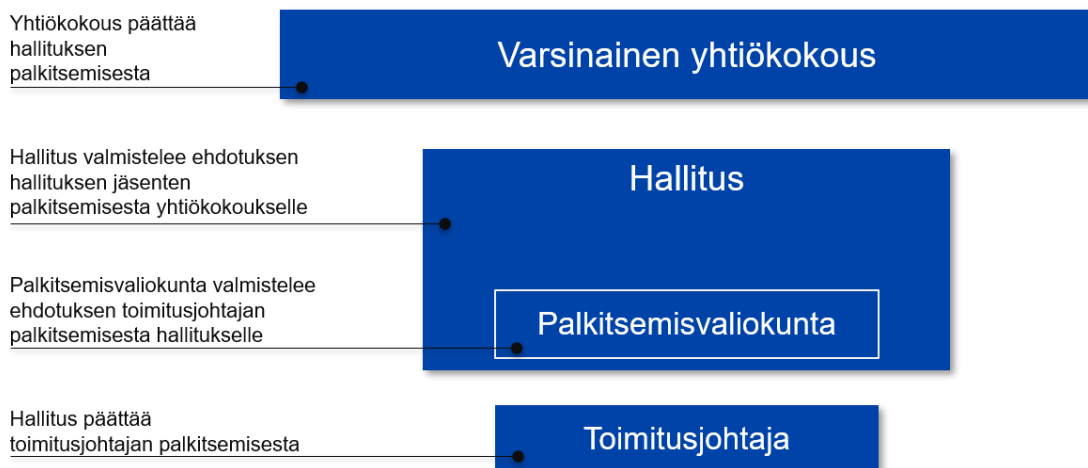 Yhtiökokous päättää
hallituksen
palkitsemisesta
Varsinainen yhtiökokous
Hallitus valmistelee ehdotuksen
hallituksen jäsenten
palkitsemisesta yhtiökokoukselle
Hallitus
Palkitsemisvaliokunta valmistelee
ehdotuksen toimitusjohtajan
palkitsemisesta hallitukselle
Palkitsemisvaliokunta
Hallitus päättää
toimitusjohtajan palkitsemisesta
Toimitusjohtaja